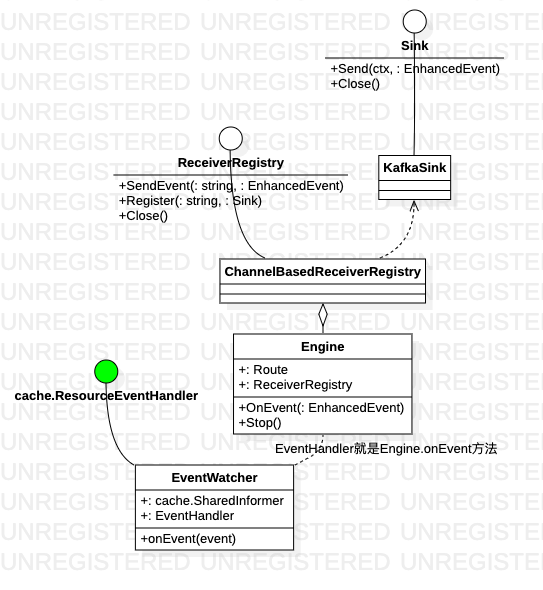 Sink
+Send(ctx, : EnhancedEvent)
+Close()
ReceiverRegistry
+SendEvent(: string, : EnhancedEvent)
+Register(: string, : Sink)
+Close()
KafkaSink
ChannelBasedReceiverRegistry
Engine
+: Route
+: ReceiverRegistry
+OnEvent(: EnhancedEvent)
+Stop()
cache.ResourceEventHandler
EventHandler就是Engine.onEvent方法
EventWatcher
+: cache.SharedInformer
+: EventHandler
+onEvent(event)
UNREGISTERED